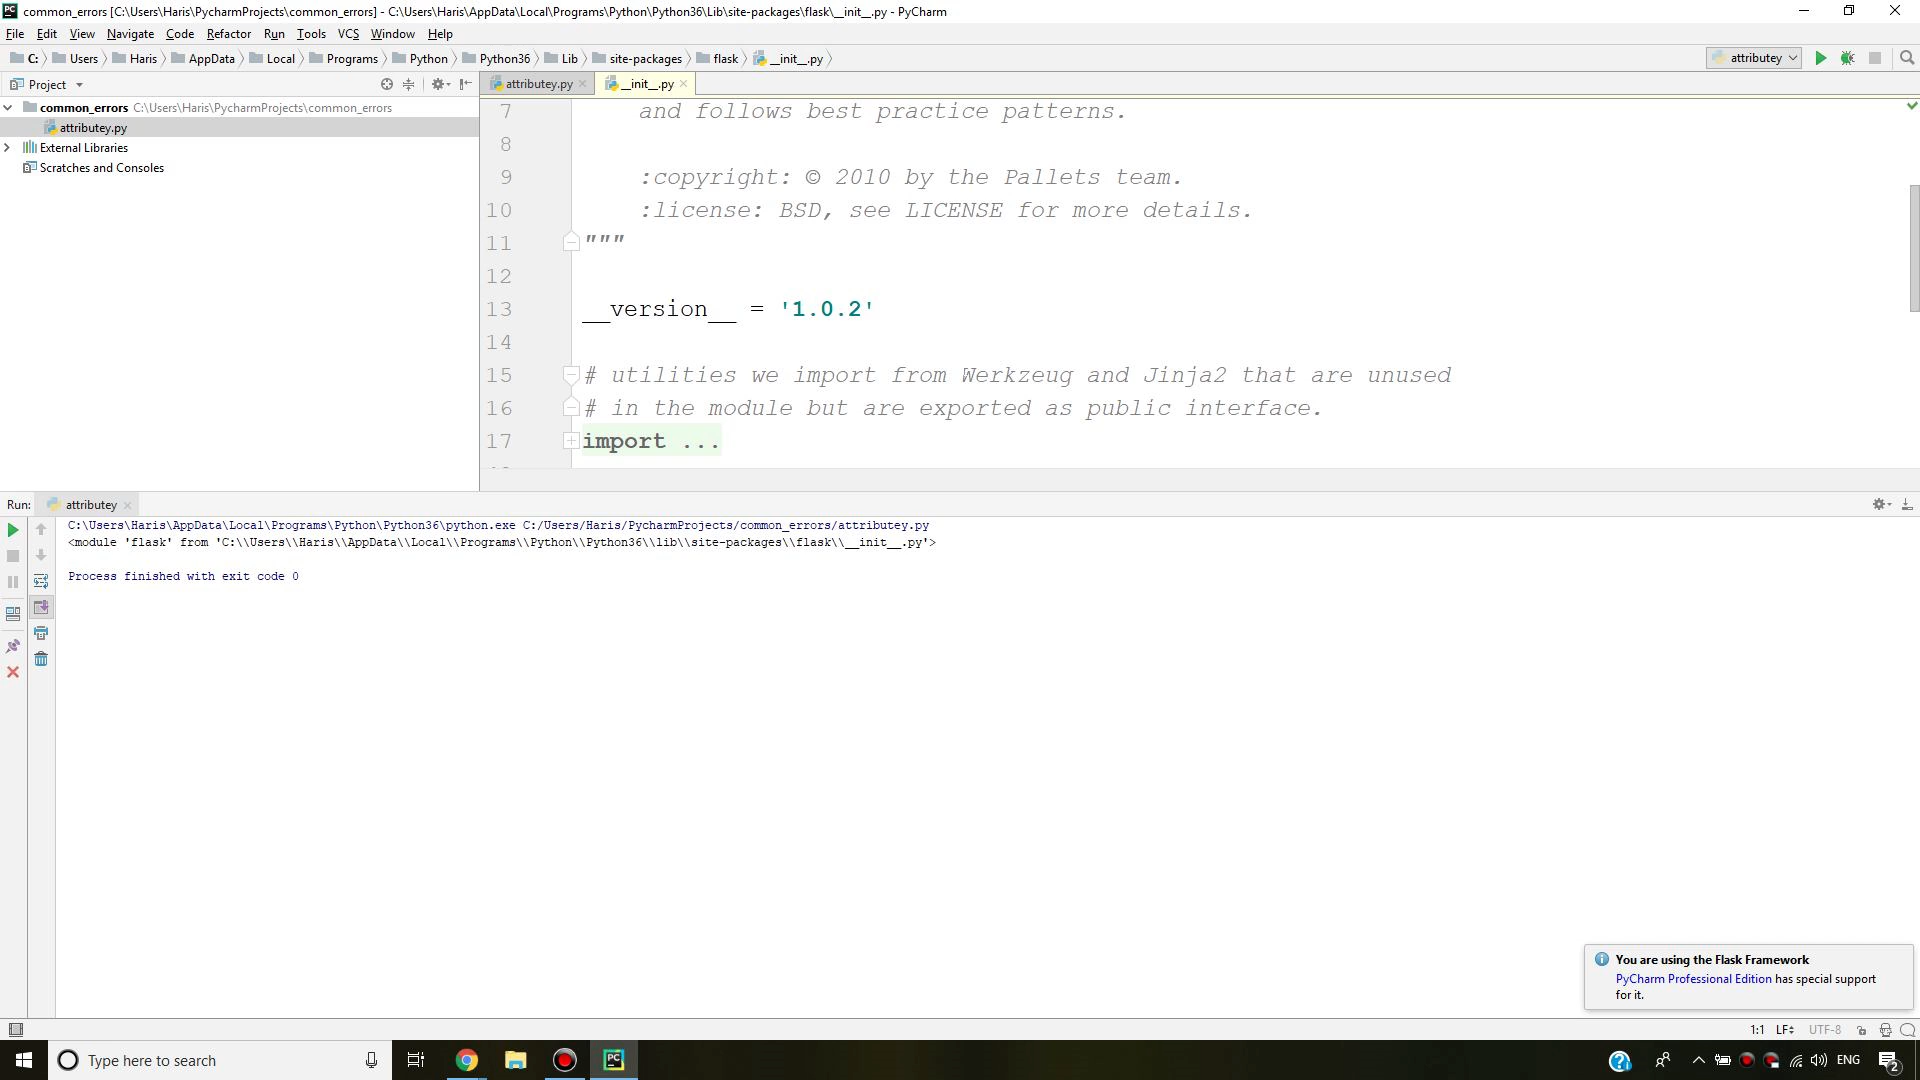 common_errors [C:\Users\Haris\PycharmProjects\common_errors] - C:\Users\Haris\AppData\Local\Programs\Python\Python36\Lib\site-packages\flask\__init__.py - PyCharm
File Edit View Navigate Code Refactor Run Tools VCS Window Help
C: Users Haris AppData Local Programs Python Python36 Lib site-packages flask __init__.py attributey
Project attributey.py __init__.py
common_errors C:\Users\Haris\PycharmProjects\common_errors
attributey.py
External Libraries
Scratches and Consoles
7 and follows best practice patterns.
8
9 :copyright: © 2010 by the Pallets team.
10 :license: BSD, see LICENSE for more details.
11 """
12
13 __version__ = '1.0.2'
14
15 # utilities we import from Werkzeug and Jinja2 that are unused
16 # in the module but are exported as public interface.
17 import ...
Run: attributey
C:\Users\Haris\AppData\Local\Programs\Python\Python36\python.exe C:/Users/Haris/PycharmProjects/common_errors/attributey.py
<module 'flask' from 'C:\\Users\\Haris\\AppData\\Local\\Programs\\Python\\Python36\\lib\\site-packages\\flask\\__init__.py'>
Process finished with exit code 0
You are using the Flask Framework
PyCharm Professional Edition has special support
for it.
1:1 LF UTF-8
Type here to search ENG 2